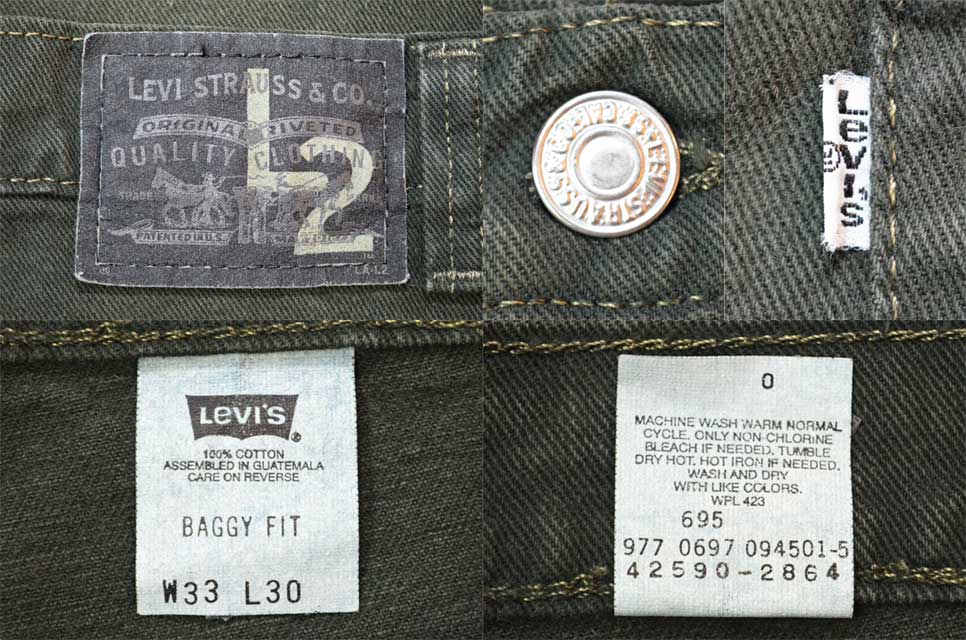 LEVI STRAUSS & CO.
ORIGINAL RIVETED
QUALITY CLOTHING
TRADE
PATENTED IN U.S.
L2
LA-L2
LEVI STRAUSS & CO
Levi's
®
Levi's
®
100% COTTON
ASSEMBLED IN GUATEMALA
CARE ON REVERSE
BAGGY FIT
W33 L30
0
MACHINE WASH WARM NORMAL
CYCLE. ONLY NON-CHLORINE
BLEACH IF NEEDED. TUMBLE
DRY HOT. HOT IRON IF NEEDED.
WASH AND DRY
WITH LIKE COLORS.
WPL 423
695
977 0697 094501-5
42590-2864